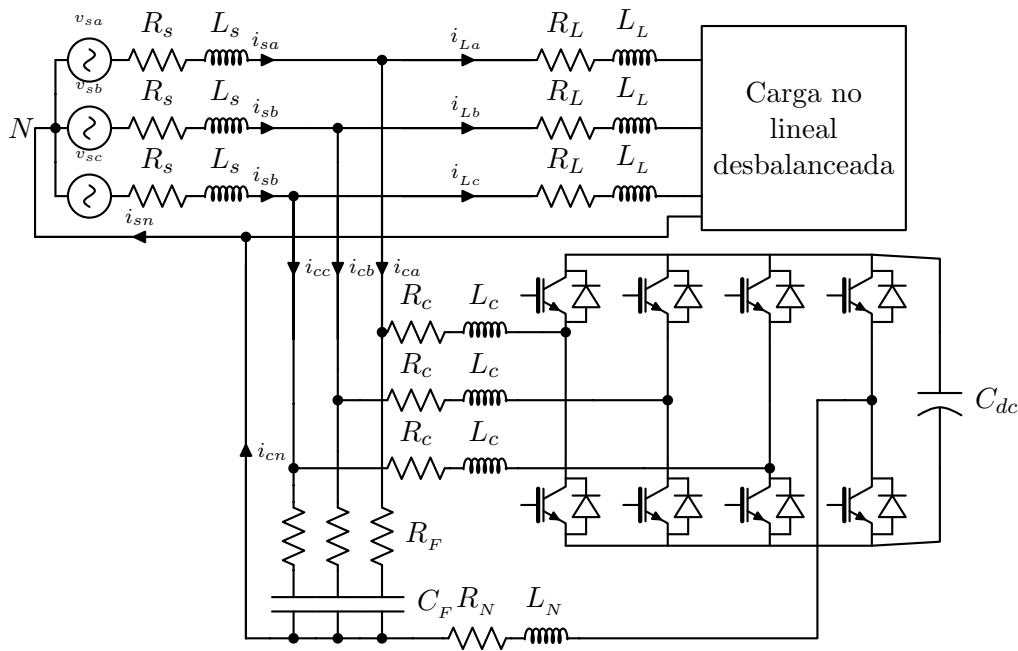 v_sa R_s L_s i_sa i_La R_L L_L
v_sb R_s L_s i_sb i_Lb R_L L_L
N
v_sc R_s L_s i_sb i_Lc R_L L_L
Carga no
lineal
desbalanceada
i_sn
i_cc i_cb i_ca
R_c L_c
R_c L_c
C_dc
R_c L_c
i_cn
R_F
C_F R_N L_N